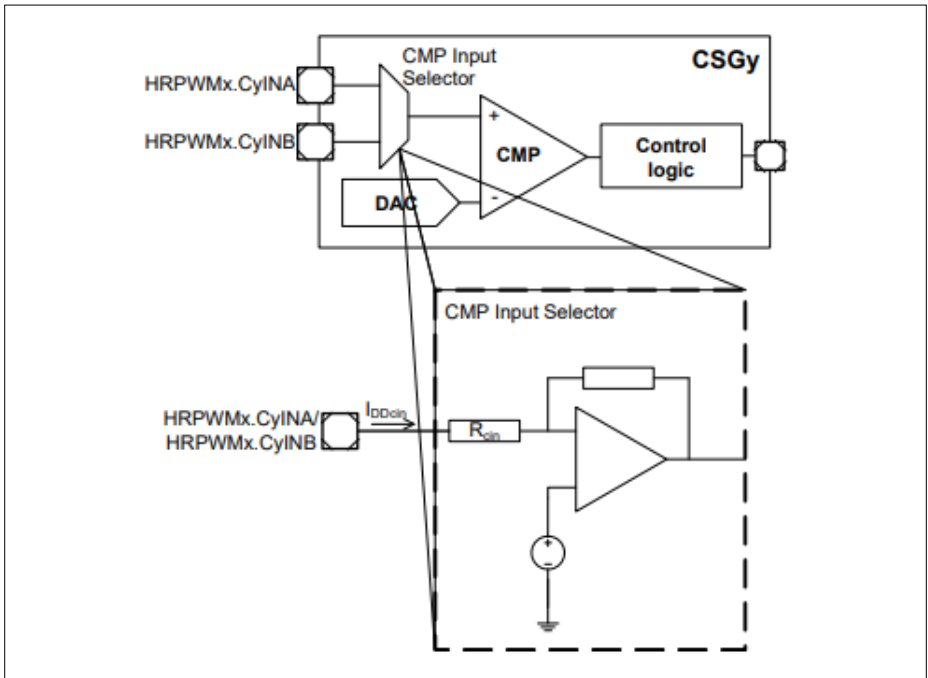 CSGy
CMP Input
Selector
HRPWMx.CyINA
HRPWMx.CyINB
+
CMP
-
Control
logic
DAC
CMP Input Selector
HRPWMx.CyINA/
HRPWMx.CyINB
IDDcin
Rcin
+
-